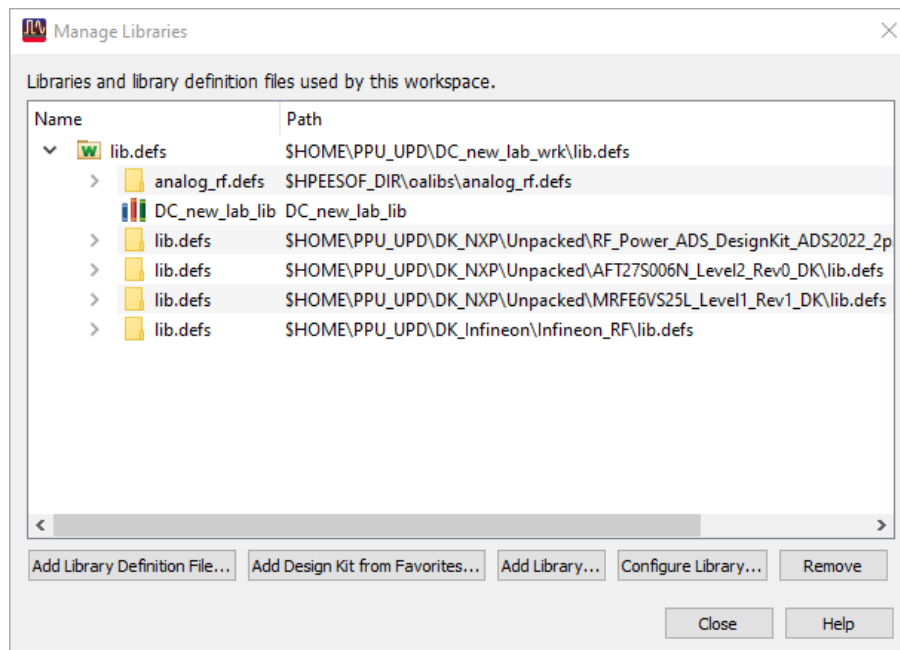 Manage Libraries
Libraries and library definition files used by this workspace.
Name Path
lib.defs $HOME\PPU_UPD\DC_new_lab_wrk\lib.defs
analog_rf.defs $HPEESOF_DIR\oalibs\analog_rf.defs
DC_new_lab_lib DC_new_lab_lib
lib.defs $HOME\PPU_UPD\DK_NXP\Unpacked\RF_Power_ADS_DesignKit_ADS2022_2p
lib.defs $HOME\PPU_UPD\DK_NXP\Unpacked\AFT27S006N_Level2_Rev0_DK\lib.defs
lib.defs $HOME\PPU_UPD\DK_NXP\Unpacked\MRFE6VS25L_Level1_Rev1_DK\lib.defs
lib.defs $HOME\PPU_UPD\DK_Infineon\Infineon_RF\lib.defs
Add Library Definition File... Add Design Kit from Favorites... Add Library... Configure Library... Remove
Close Help